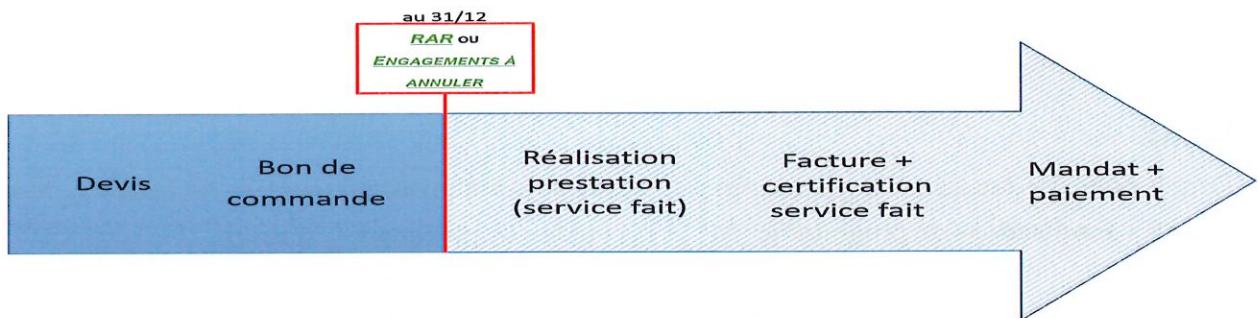 au 31/12
RAR OU
ENGAGEMENTS À
ANNULER
Devis
Bon de
commande
Réalisation
prestation
(service fait)
Facture +
certification
service fait
Mandat +
paiement